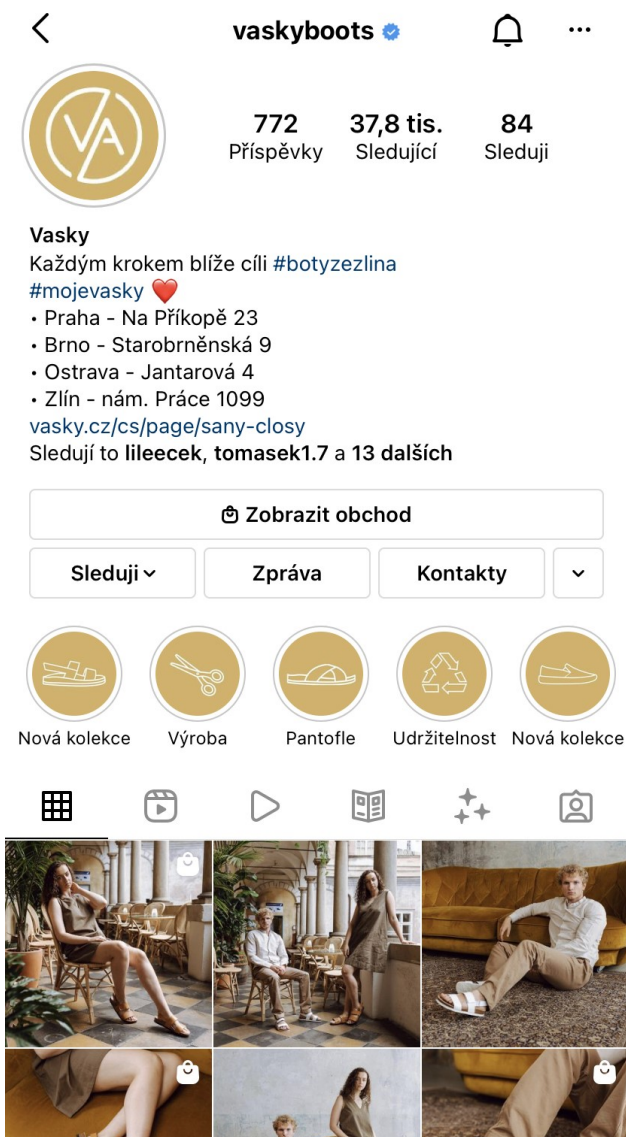 vaskyboots
VA
772 37,8 tis. 84
Příspěvky Sledující Sleduji
Vasky
Každým krokem blíže cíli #botyzezlina
#mojevasky ❤️
• Praha - Na Příkopě 23
• Brno - Starobrněnská 9
• Ostrava - Jantarová 4
• Zlín - nám. Práce 1099
vasky.cz/cs/page/sany-closy
Sledují to lileecek, tomasek1.7 a 13 dalších
Zobrazit obchod
Sleduji Zpráva Kontakty
Nová kolekce Výroba Pantofle Udržitelnost Nová kolekce